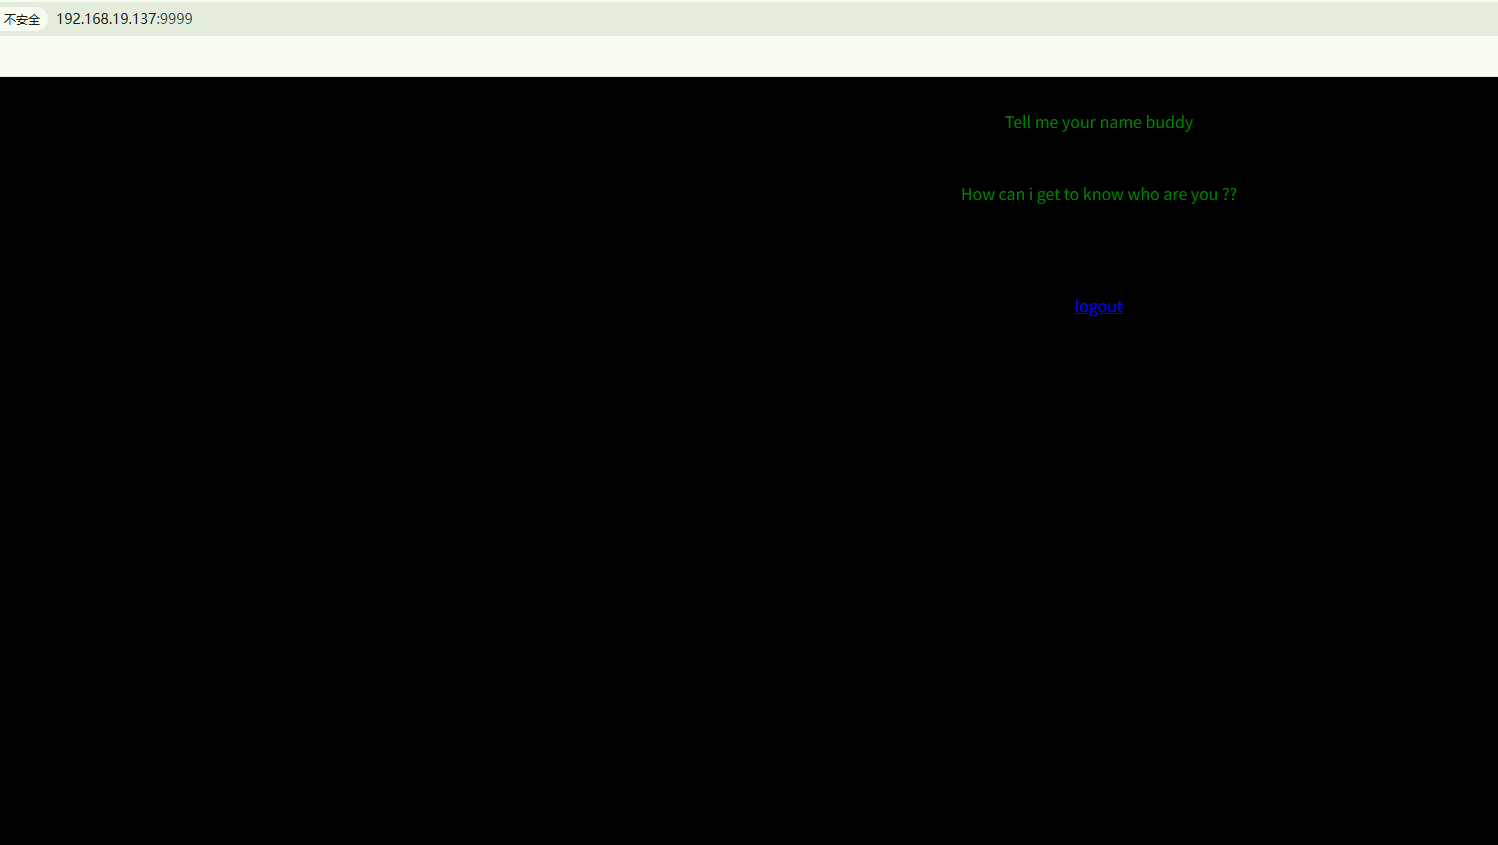 不安全 192.168.19.137:9999
Tell me your name buddy
How can i get to know who are you ??
logout